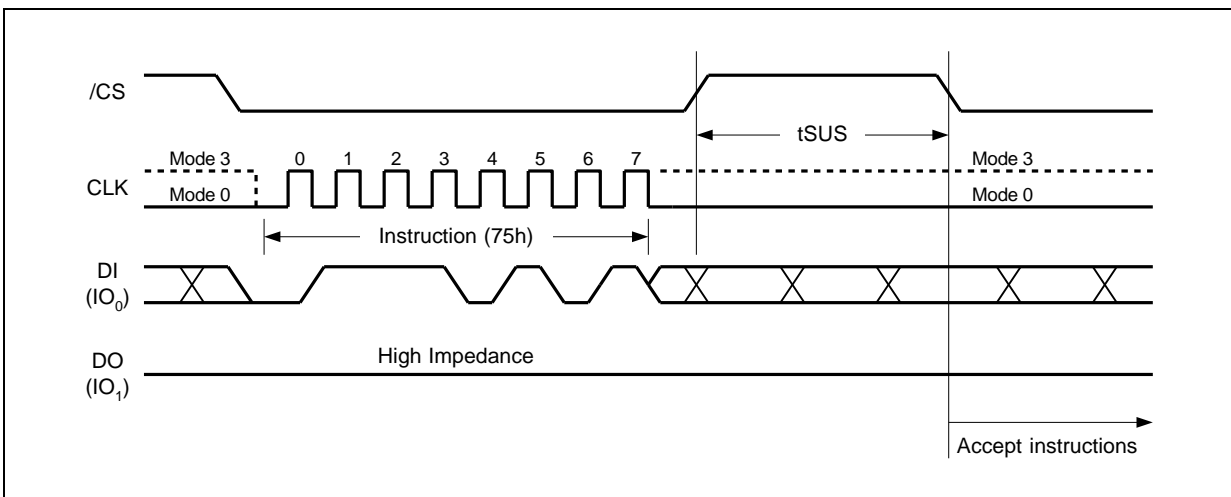 /CS
tSUS
Mode 3 0 1 2 3 4 5 6 7 Mode 3
CLK
Mode 0 Mode 0
Instruction (75h)
DI
(IO₀)
High Impedance
DO
(IO₁)
Accept instructions